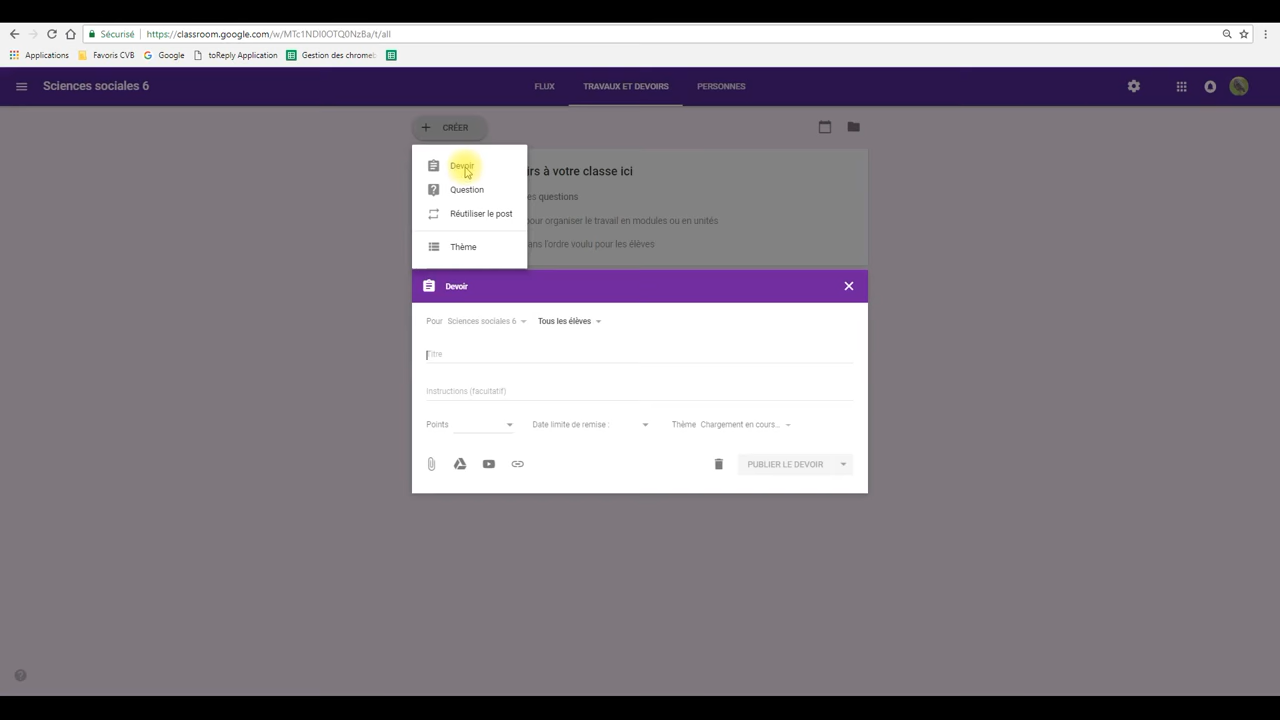 Sécurisé https://classroom.google.com/w/MTc1NDI0OTQ0NzBa/t/all
Applications Favoris CVB Google toReply Application Gestion des chromeb
Sciences sociales 6 FLUX TRAVAUX ET DEVOIRS PERSONNES
CRÉER
Devoir
irs à votre classe ici
Question
des questions
Réutiliser le post
pour organiser le travail en modules ou en unités
Thème
ans l'ordre voulu pour les élèves
Devoir
Pour Sciences sociales 6 Tous les élèves
Titre
Instructions (facultatif)
Points Date limite de remise : Thème Chargement en cours...
PUBLIER LE DEVOIR